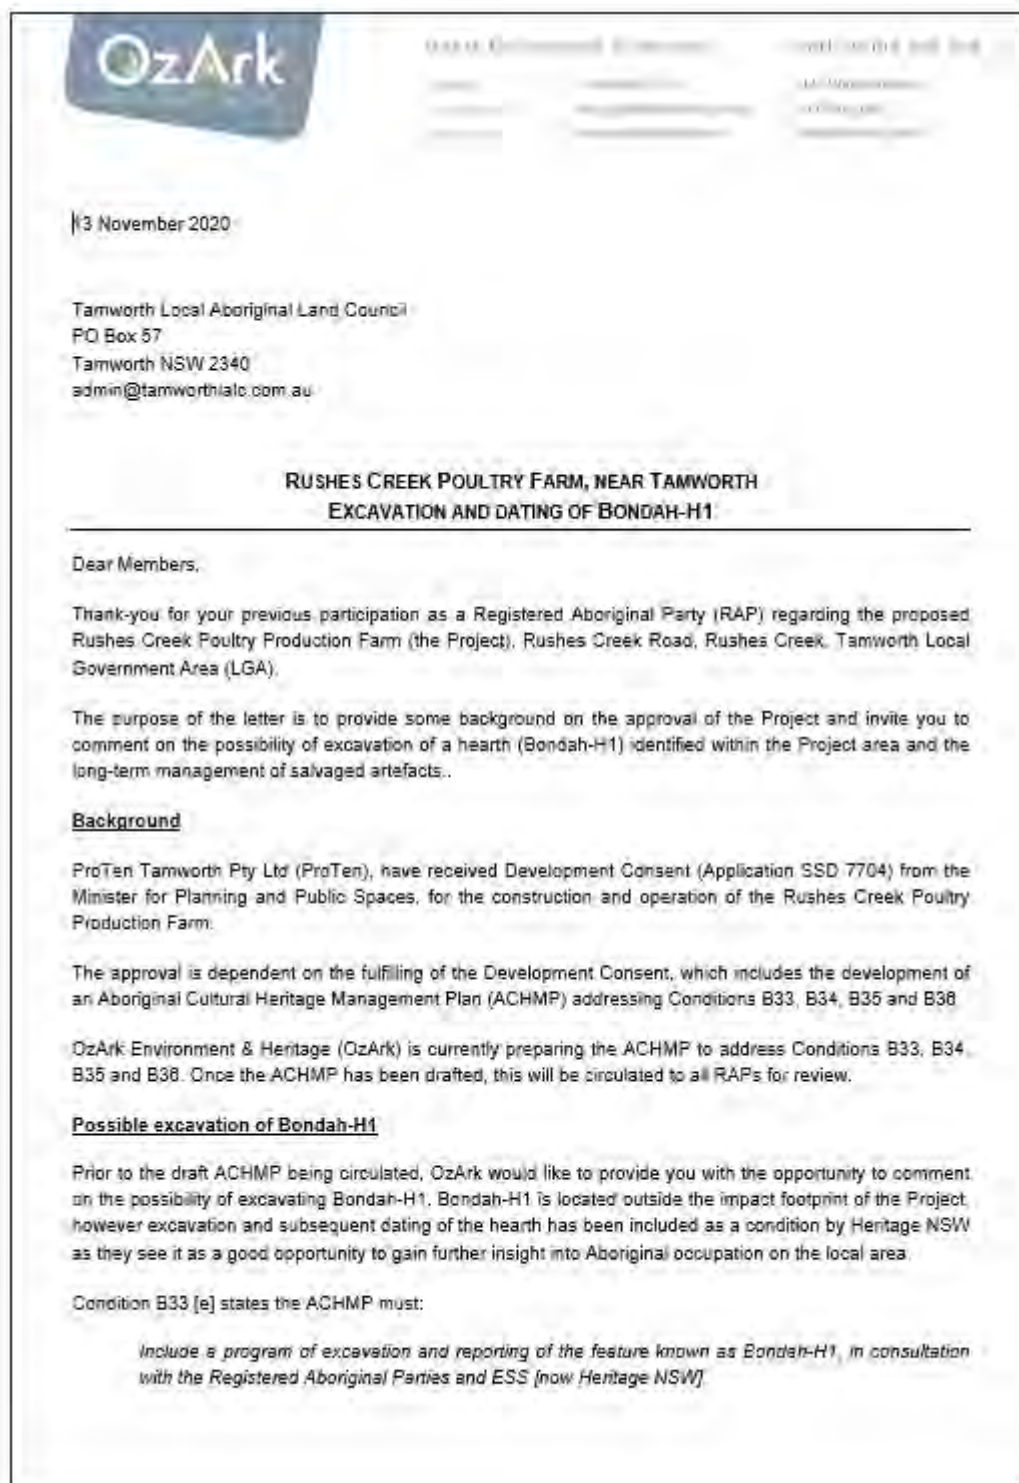 OzArk
13 November 2020
Tamworth Local Aboriginal Land Council
PO Box 57
Tamworth NSW 2340
admin@tamworthlalc.com.au
RUSHES CREEK POULTRY FARM, NEAR TAMWORTH
EXCAVATION AND DATING OF BONDAH-H1
Dear Members,
Thank-you for your previous participation as a Registered Aboriginal Party (RAP) regarding the proposed
Rushes Creek Poultry Production Farm (the Project), Rushes Creek Road, Rushes Creek, Tamworth Local
Government Area (LGA).
The purpose of the letter is to provide some background on the approval of the Project and invite you to
comment on the possibility of excavation of a hearth (Bondah-H1) identified within the Project area and the
long-term management of salvaged artefacts..
Background
ProTen Tamworth Pty Ltd (ProTen), have received Development Consent (Application SSD 7704) from the
Minister for Planning and Public Spaces, for the construction and operation of the Rushes Creek Poultry
Production Farm.
The approval is dependent on the fulfilling of the Development Consent, which includes the development of
an Aboriginal Cultural Heritage Management Plan (ACHMP) addressing Conditions B33, B34, B35 and B36
OzArk Environment & Heritage (OzArk) is currently preparing the ACHMP to address Conditions B33, B34,
B35 and B36. Once the ACHMP has been drafted, this will be circulated to all RAPs for review.
Possible excavation of Bondah-H1
Prior to the draft ACHMP being circulated, OzArk would like to provide you with the opportunity to comment
on the possibility of excavating Bondah-H1. Bondah-H1 is located outside the impact footprint of the Project,
however excavation and subsequent dating of the hearth has been included as a condition by Heritage NSW
as they see it as a good opportunity to gain further insight into Aboriginal occupation on the local area
Condition B33 [e] states the ACHMP must:
Include a program of excavation and reporting of the feature known as Bondah-H1, in consultation
with the Registered Aboriginal Parties and ESS [now Heritage NSW]